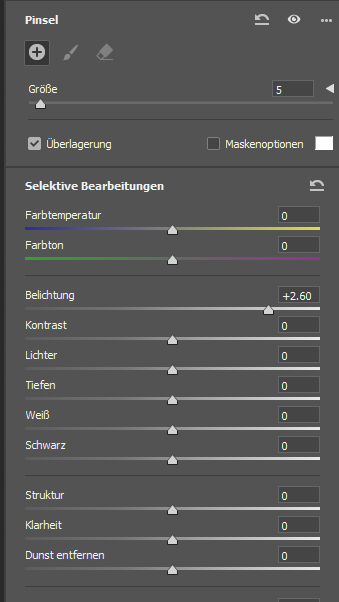 Pinsel
Größe 5
Überlagerung Maskenoptionen
Selektive Bearbeitungen
Farbtemperatur 0
Farbton 0
Belichtung +2.60
Kontrast 0
Lichter 0
Tiefen 0
Weiß 0
Schwarz 0
Struktur 0
Klarheit 0
Dunst entfernen 0